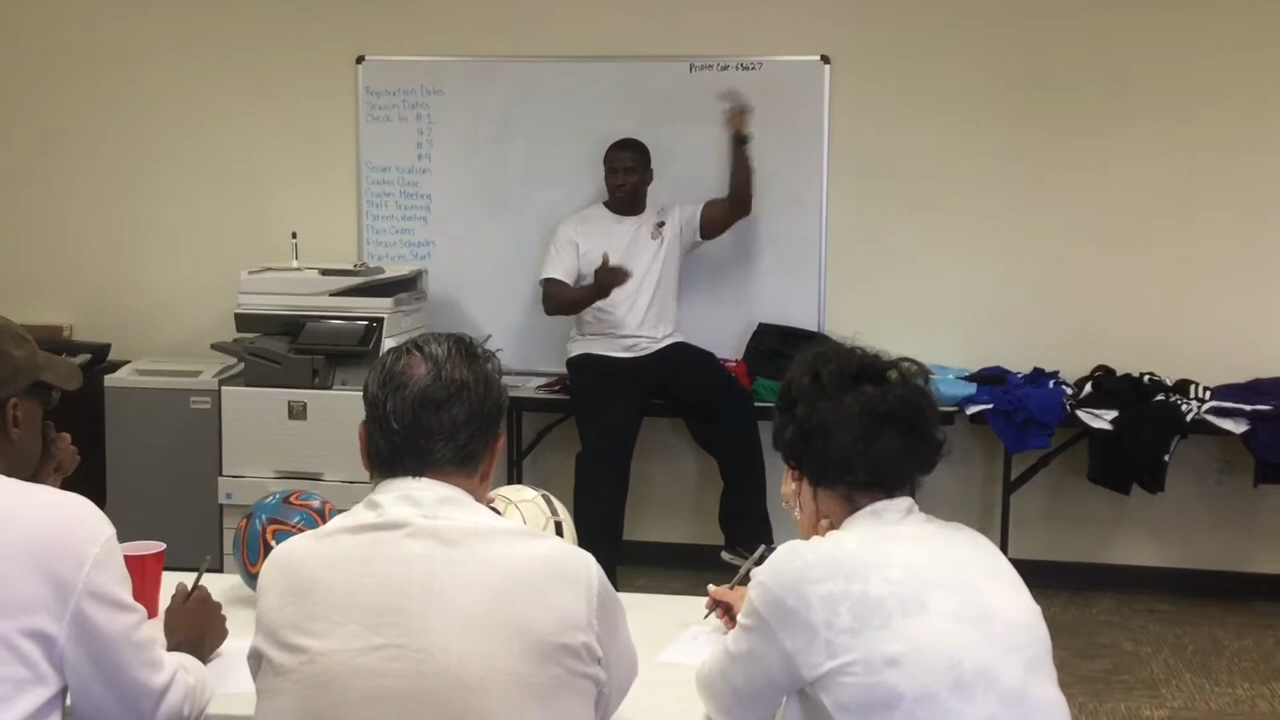 Printer Code - 65627
Registration Dates
Season Dates
Check In #1
#2
#3
#4
Secure locations
Coaches Clinic
Coaches Meeting
Staff Training
Parents Meeting
Place Orders
Release Schedules
Practices Start